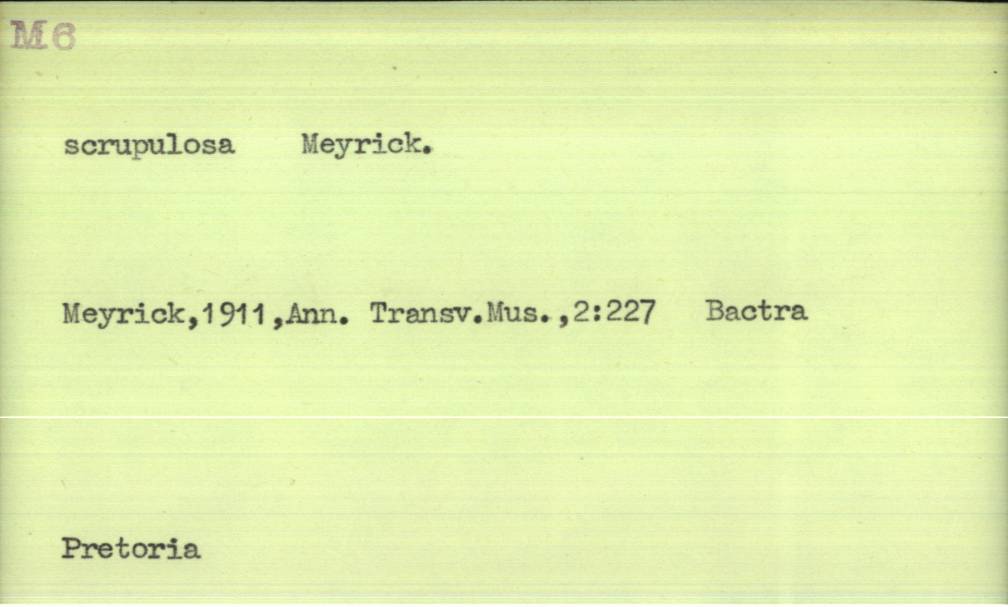 M6
scrupulosa Meyrick.
Meyrick,1911,Ann. Transv.Mus.,2:227 Bactra
Pretoria